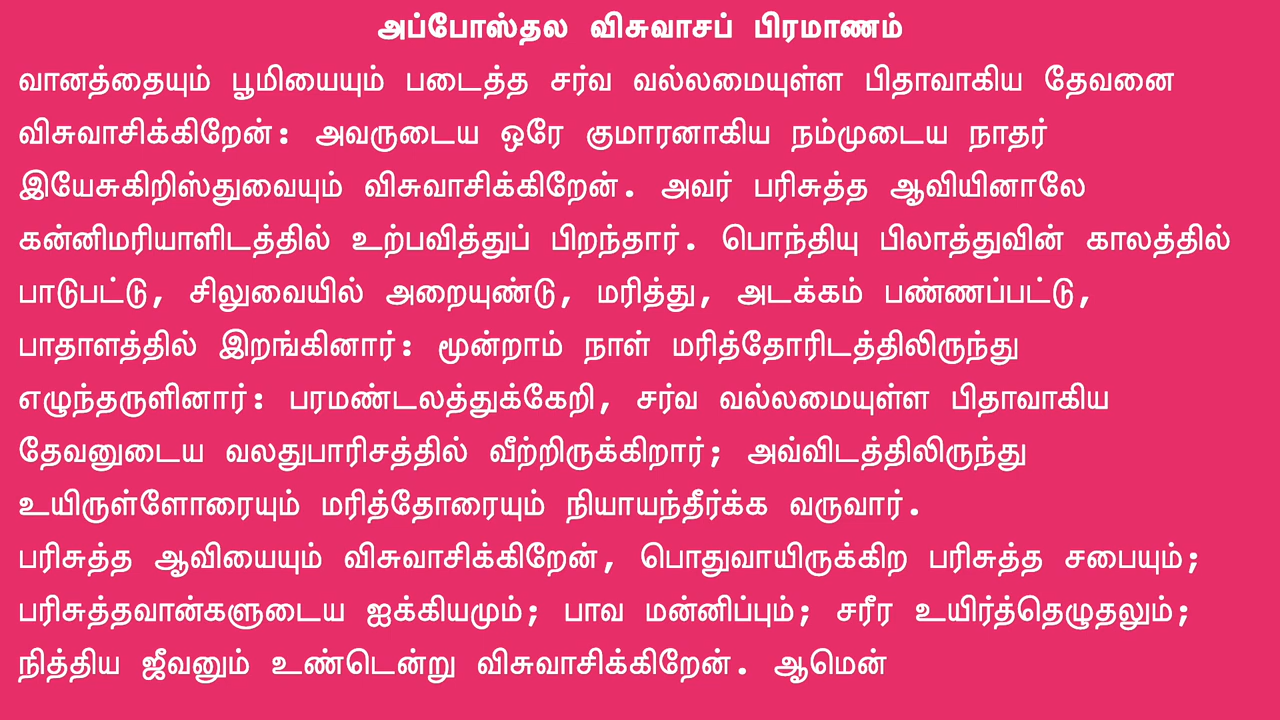 அப்போஸ்தல விசுவாசப் பிரமாணம்
வானத்தையும் பூமியையும் படைத்த சர்வ வல்லமையுள்ள பிதாவாகிய தேவனை
விசுவாசிக்கிறேன்: அவருடைய ஒரே குமாரனாகிய நம்முடைய நாதர்
இயேசுகிறிஸ்துவையும் விசுவாசிக்கிறேன். அவர் பரிசுத்த ஆவியினாலே
கன்னிமரியாளிடத்தில் உற்பவித்துப் பிறந்தார். பொந்தியு பிலாத்துவின் காலத்தில்
பாடுபட்டு, சிலுவையில் அறையுண்டு, மரித்து, அடக்கம் பண்ணப்பட்டு,
பாதாளத்தில் இறங்கினார்: மூன்றாம் நாள் மரித்தோரிடத்திலிருந்து
எழுந்தருளினார்: பரமண்டலத்துக்கேறி, சர்வ வல்லமையுள்ள பிதாவாகிய
தேவனுடைய வலதுபாரிசத்தில் வீற்றிருக்கிறார்; அவ்விடத்திலிருந்து
உயிருள்ளோரையும் மரித்தோரையும் நியாயந்தீர்க்க வருவார்.
பரிசுத்த ஆவியையும் விசுவாசிக்கிறேன், பொதுவாயிருக்கிற பரிசுத்த சபையும்;
பரிசுத்தவான்களுடைய ஐக்கியமும்; பாவ மன்னிப்பும்; சரீர உயிர்த்தெழுதலும்;
நித்திய ஜீவனும் உண்டென்று விசுவாசிக்கிறேன். ஆமென்